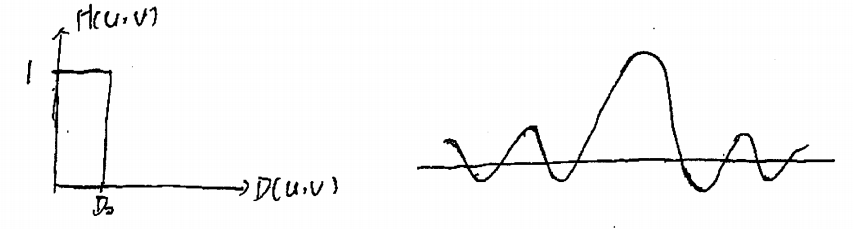 H(u,v)
1
D(u,v)
D₀